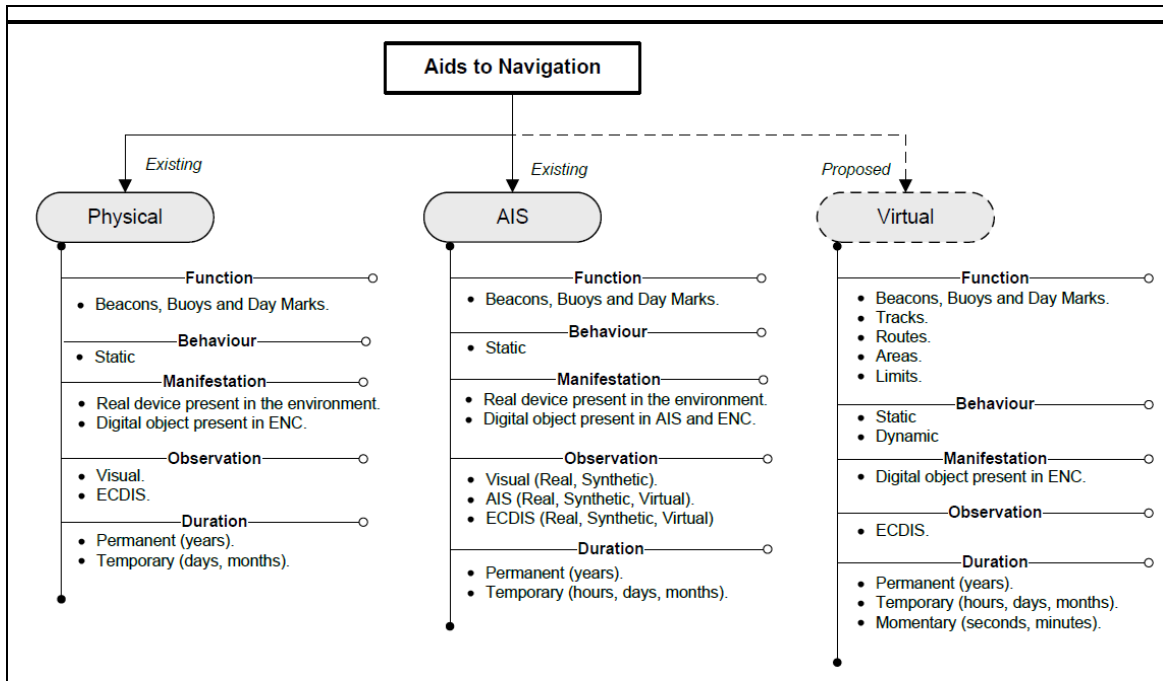 Aids to Navigation
Existing
Existing
Proposed
Physical
AIS
Virtual
Function
• Beacons, Buoys and Day Marks.
Behaviour
• Static
Manifestation
• Real device present in the environment.
• Digital object present in ENC.
Observation
• Visual.
• ECDIS.
Duration
• Permanent (years).
• Temporary (days, months).
Function
• Beacons, Buoys and Day Marks.
Behaviour
• Static
Manifestation
• Real device present in the environment.
• Digital object present in AIS and ENC.
Observation
• Visual (Real, Synthetic).
• AIS (Real, Synthetic, Virtual).
• ECDIS (Real, Synthetic, Virtual)
Duration
• Permanent (years).
• Temporary (hours, days, months).
Function
• Beacons, Buoys and Day Marks.
• Tracks.
• Routes.
• Areas.
• Limits.
Behaviour
• Static
• Dynamic
Manifestation
• Digital object present in ENC.
Observation
• ECDIS.
Duration
• Permanent (years).
• Temporary (hours, days, months).
• Momentary (seconds, minutes).